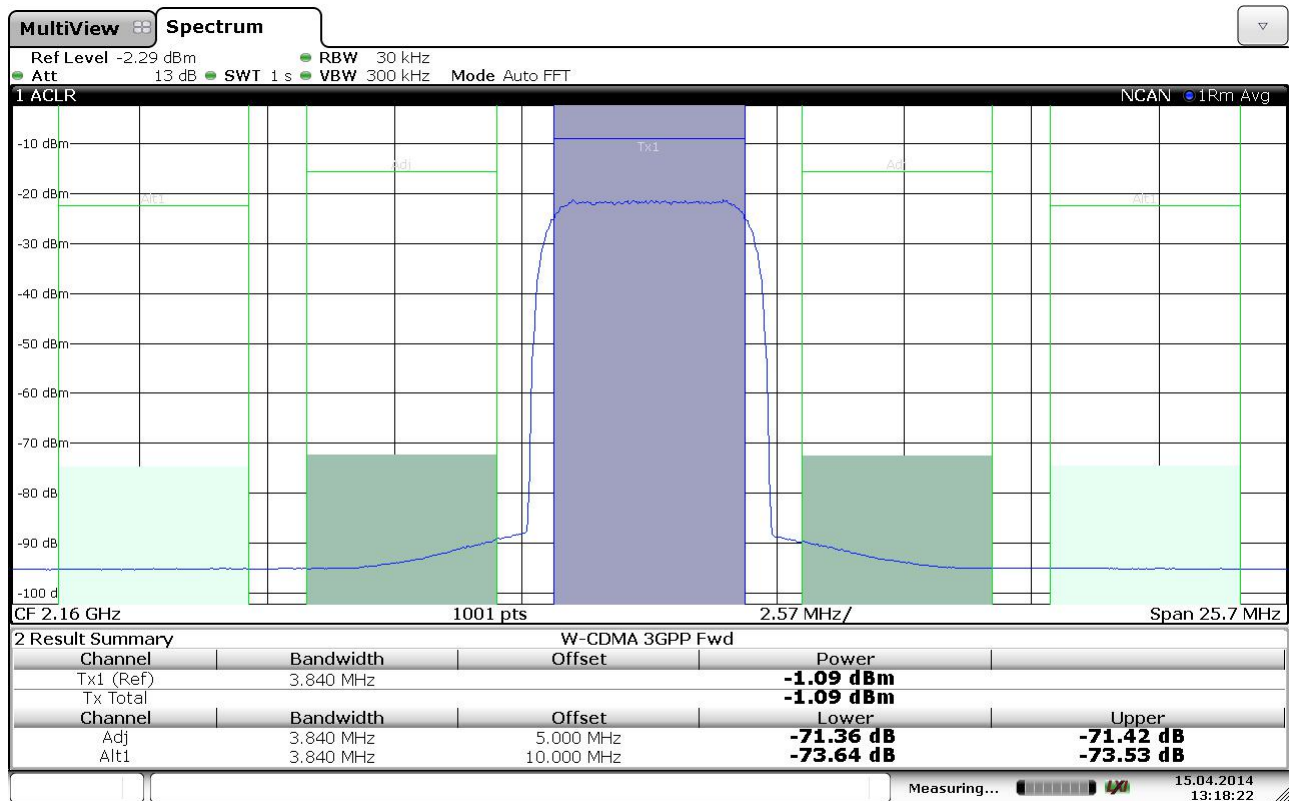 MultiView Spectrum
Ref Level -2.29 dBm RBW 30 kHz
Att 13 dB SWT 1 s VBW 300 kHz Mode Auto FFT
1 ACLR NCAN 1Rm Avg
-10 dBm
Tx1
Adj Adj
-20 dBm
Alt1 Alt1
-30 dBm
-40 dBm
-50 dBm
-60 dBm
-70 dBm
-80 dB
-90 dB
-100 d
CF 2.16 GHz 1001 pts 2.57 MHz/ Span 25.7 MHz
2 Result Summary W-CDMA 3GPP Fwd
Channel Bandwidth Offset Power
Tx1 (Ref) 3.840 MHz -1.09 dBm
Tx Total -1.09 dBm
Channel Bandwidth Offset Lower Upper
Adj 3.840 MHz 5.000 MHz -71.36 dB -71.42 dB
Alt1 3.840 MHz 10.000 MHz -73.64 dB -73.53 dB
Measuring... LXI 15.04.2014
13:18:22